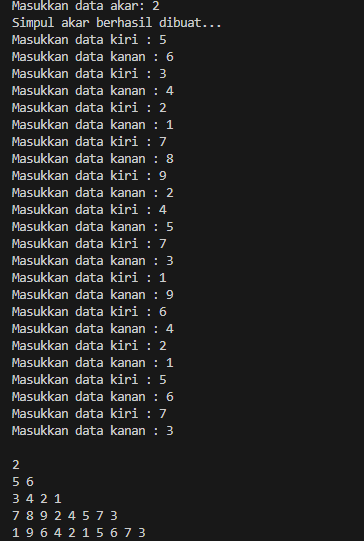 Masukkan data akar: 2
Simpul akar berhasil dibuat...
Masukkan data kiri : 5
Masukkan data kanan : 6
Masukkan data kiri : 3
Masukkan data kanan : 4
Masukkan data kiri : 2
Masukkan data kanan : 1
Masukkan data kiri : 7
Masukkan data kanan : 8
Masukkan data kiri : 9
Masukkan data kanan : 2
Masukkan data kiri : 4
Masukkan data kanan : 5
Masukkan data kiri : 7
Masukkan data kanan : 3
Masukkan data kiri : 1
Masukkan data kanan : 9
Masukkan data kiri : 6
Masukkan data kanan : 4
Masukkan data kiri : 2
Masukkan data kanan : 1
Masukkan data kiri : 5
Masukkan data kanan : 6
Masukkan data kiri : 7
Masukkan data kanan : 3
2
5 6
3 4 2 1
7 8 9 2 4 5 7 3
1 9 6 4 2 1 5 6 7 3